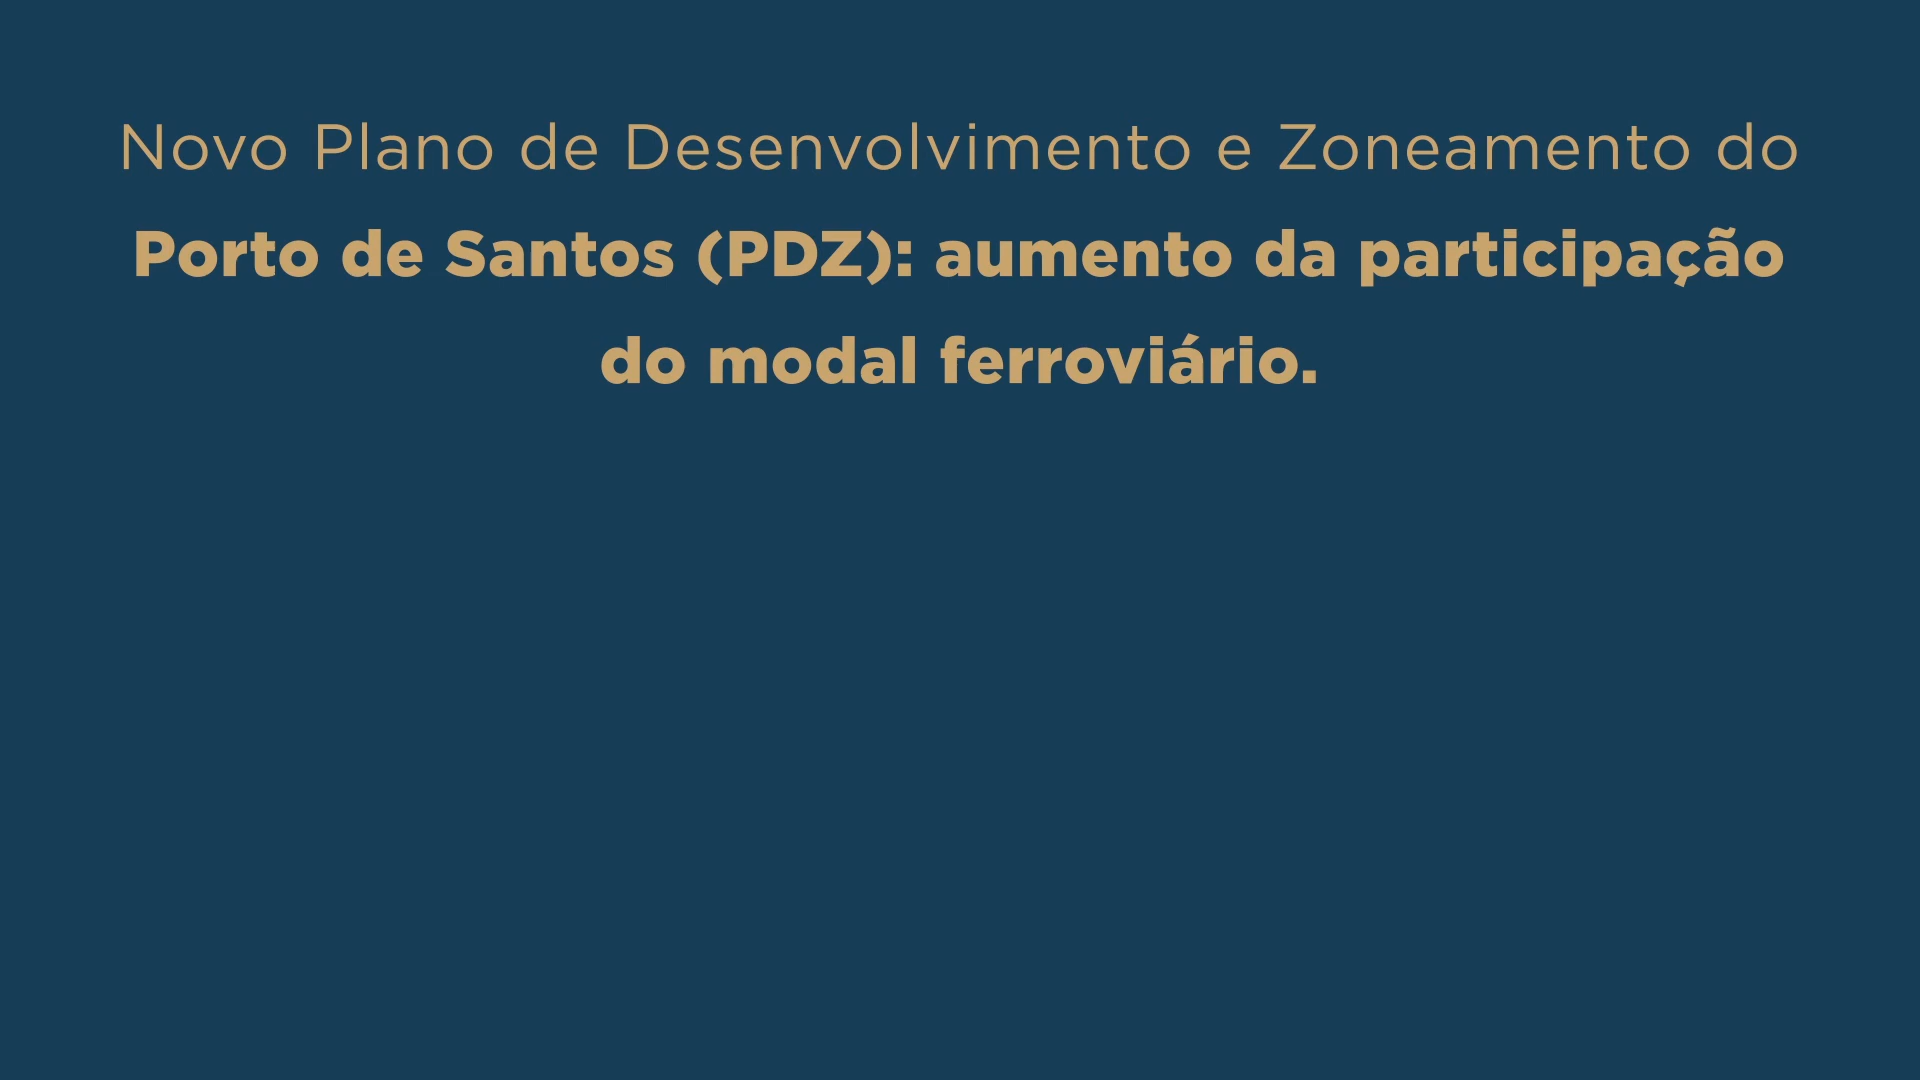 Novo Plano de Desenvolvimento e Zoneamento do
Porto de Santos (PDZ): aumento da participação
do modal ferroviário.